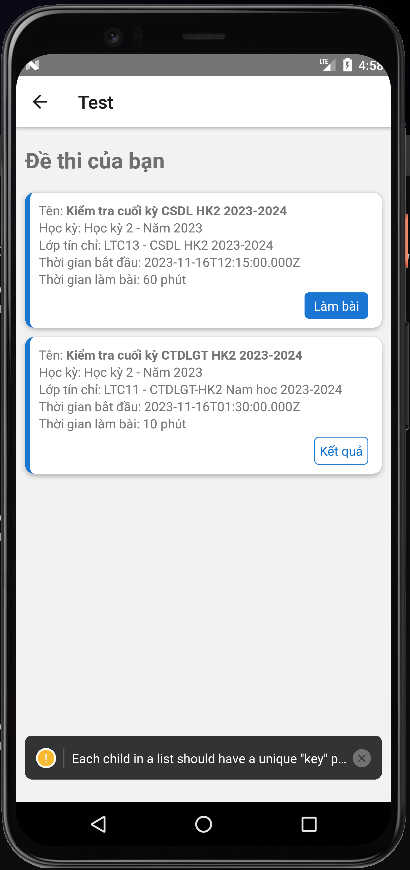 LTE 4:58
Test
Đề thi của bạn
Tên: Kiểm tra cuối kỳ CSDL HK2 2023-2024
Học kỳ: Học kỳ 2 - Năm 2023
Lớp tín chỉ: LTC13 - CSDL HK2 2023-2024
Thời gian bắt đầu: 2023-11-16T12:15:00.000Z
Thời gian làm bài: 60 phút
Làm bài
Tên: Kiểm tra cuối kỳ CTDLGT HK2 2023-2024
Học kỳ: Học kỳ 2 - Năm 2023
Lớp tín chỉ: LTC11 - CTDLGT-HK2 Nam hoc 2023-2024
Thời gian bắt đầu: 2023-11-16T01:30:00.000Z
Thời gian làm bài: 10 phút
Kết quả
Each child in a list should have a unique "key" p...